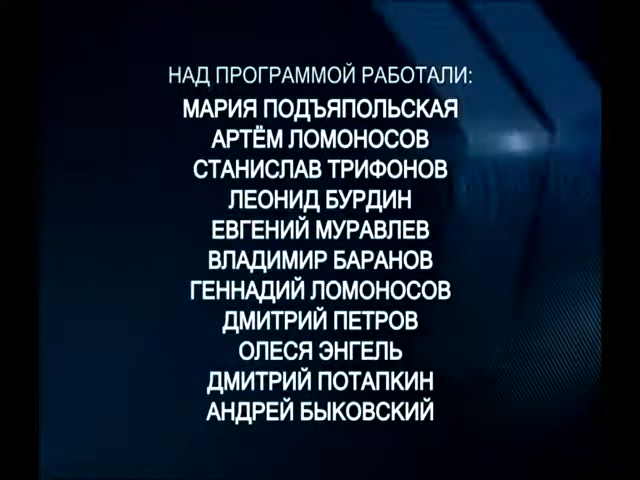 НАД ПРОГРАММОЙ РАБОТАЛИ:
МАРИЯ ПОДЪЯПОЛЬСКАЯ
АРТЁМ ЛОМОНОСОВ
СТАНИСЛАВ ТРИФОНОВ
ЛЕОНИД БУРДИН
ЕВГЕНИЙ МУРАВЛЕВ
ВЛАДИМИР БАРАНОВ
ГЕННАДИЙ ЛОМОНОСОВ
ДМИТРИЙ ПЕТРОВ
ОЛЕСЯ ЭНГЕЛЬ
ДМИТРИЙ ПОТАПКИН
АНДРЕЙ БЫКОВСКИЙ